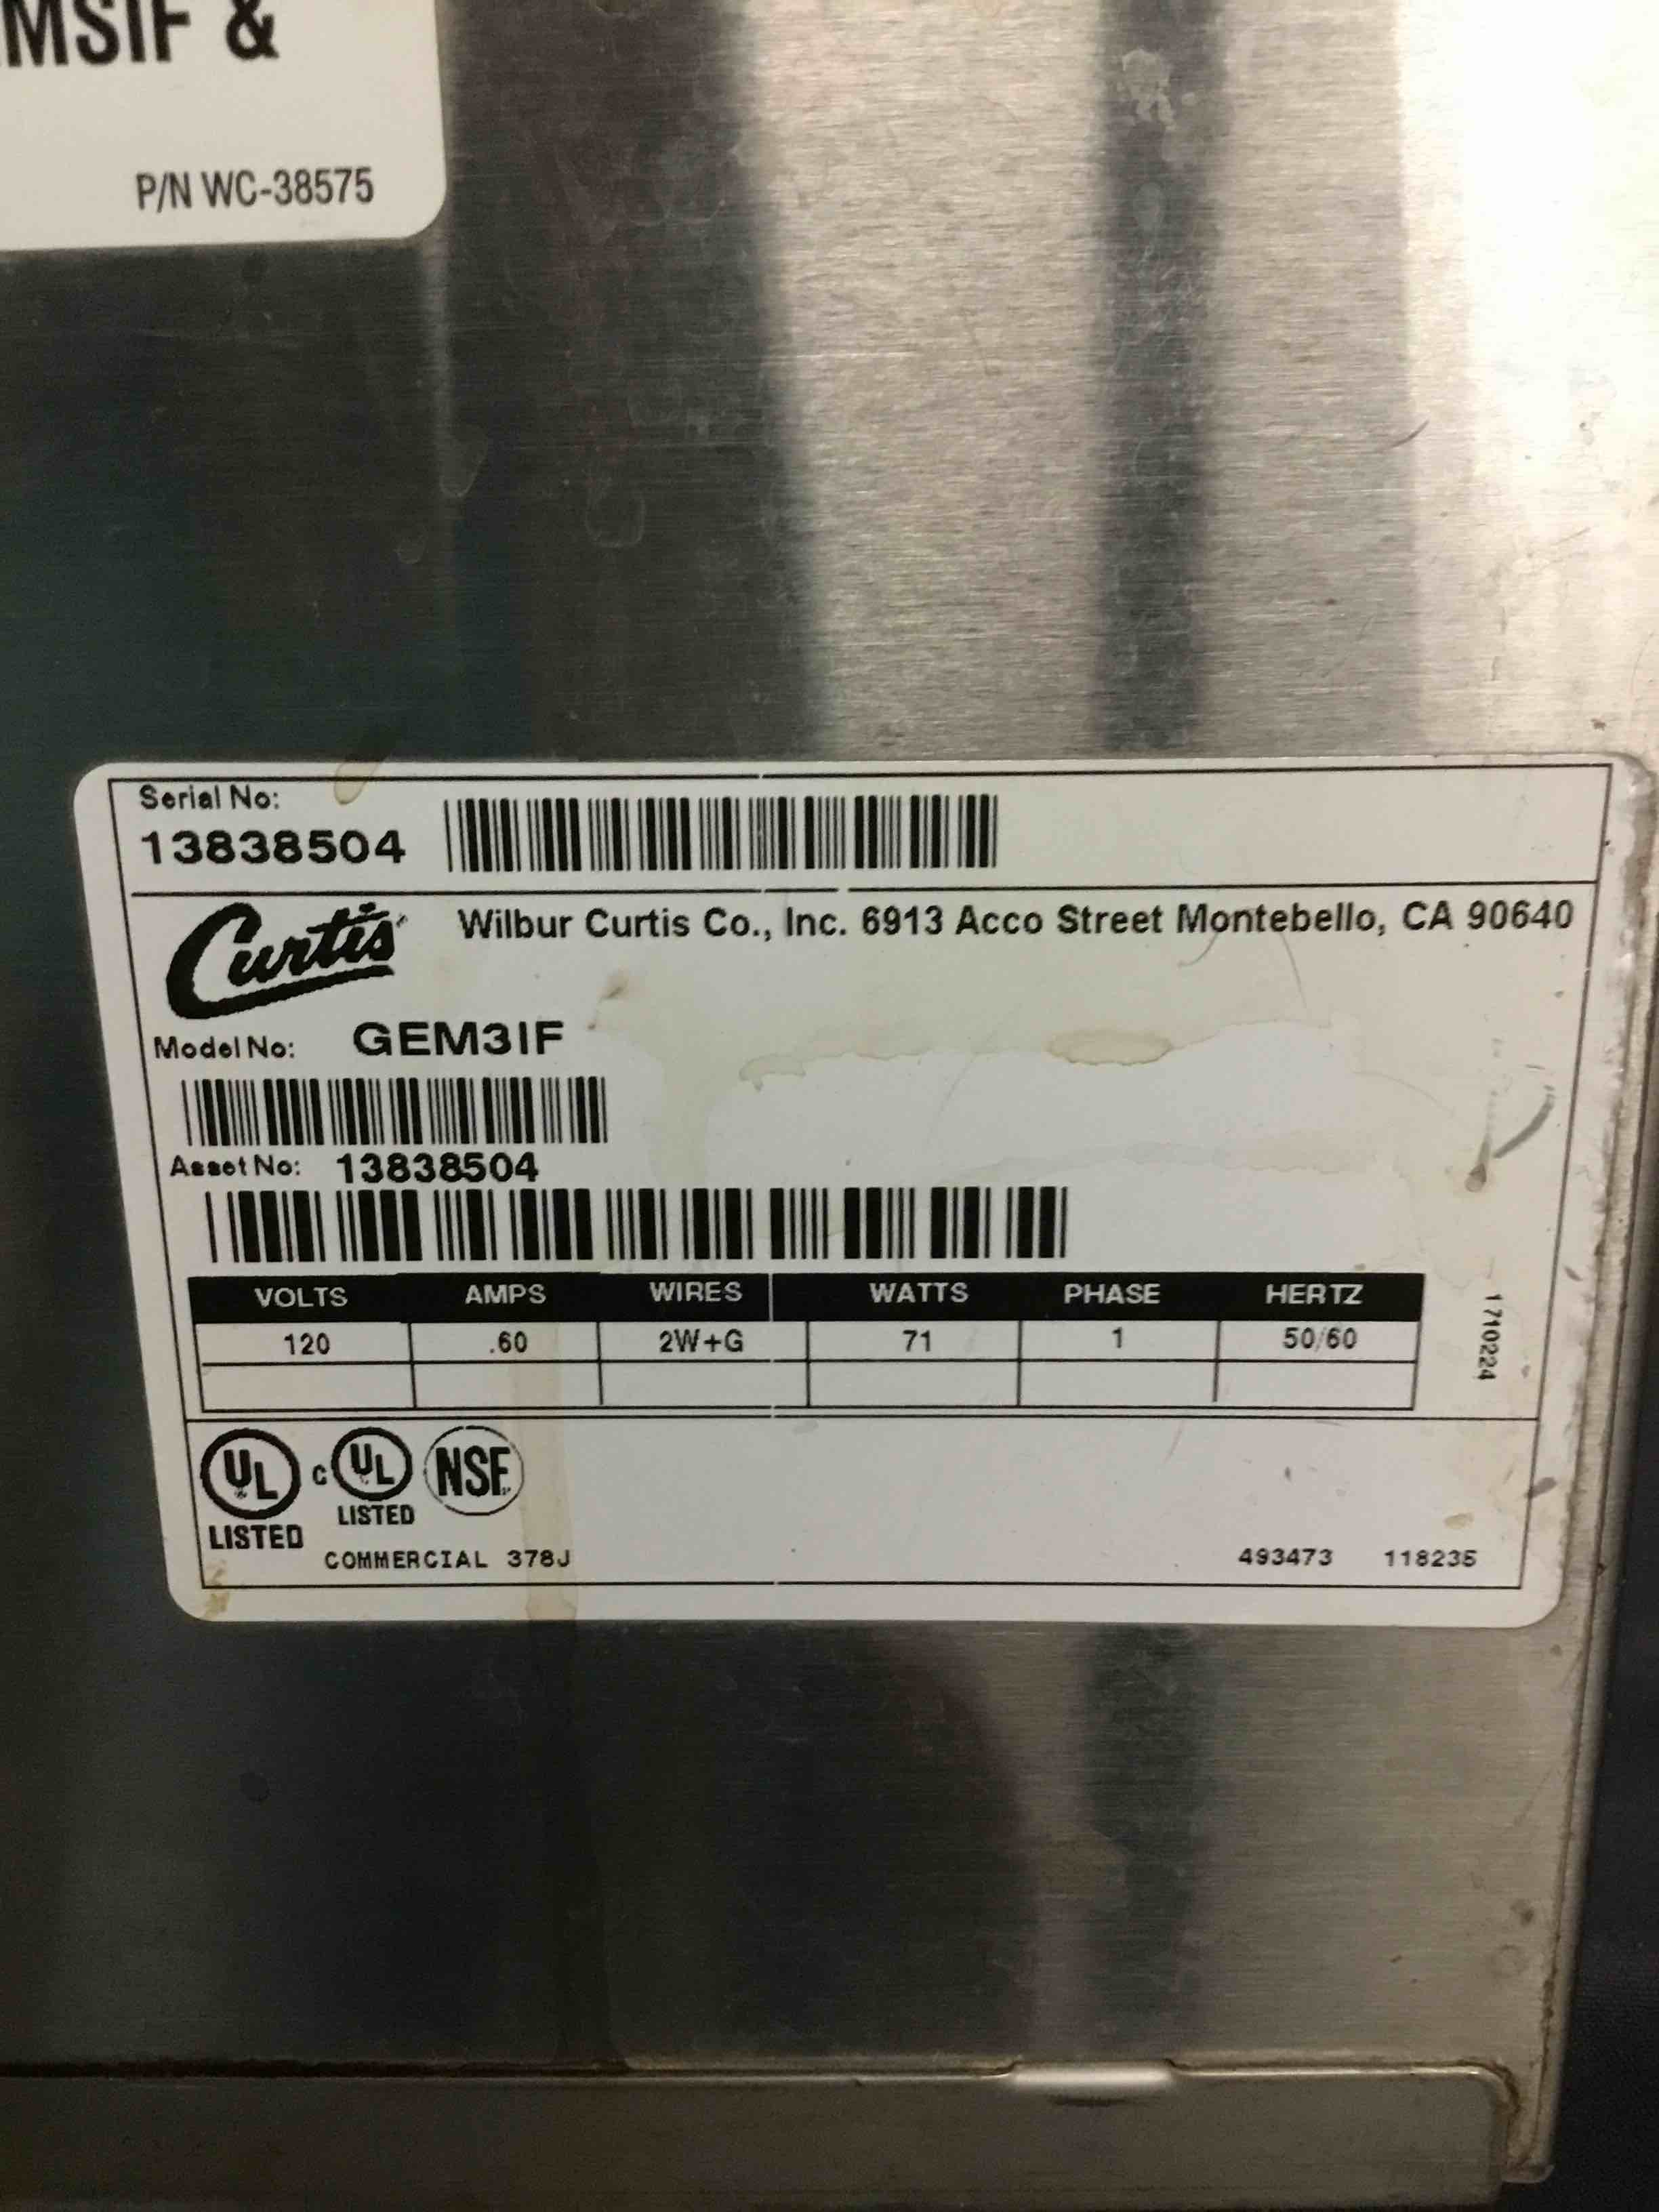 MSIF &
P/N WC-38575
Serial No:
13838504
Curtis
Wilbur Curtis Co., Inc. 6913 Acco Street Montebello, CA 90640
Model No: GEM3IF
Asset No: 13838504
VOLTS AMPS WIRES WATTS PHASE HERTZ
120 .60 2W+G 71 1 50/60
1710224
UL C UL NSF
LISTED LISTED
COMMERCIAL 378J
493473 118235